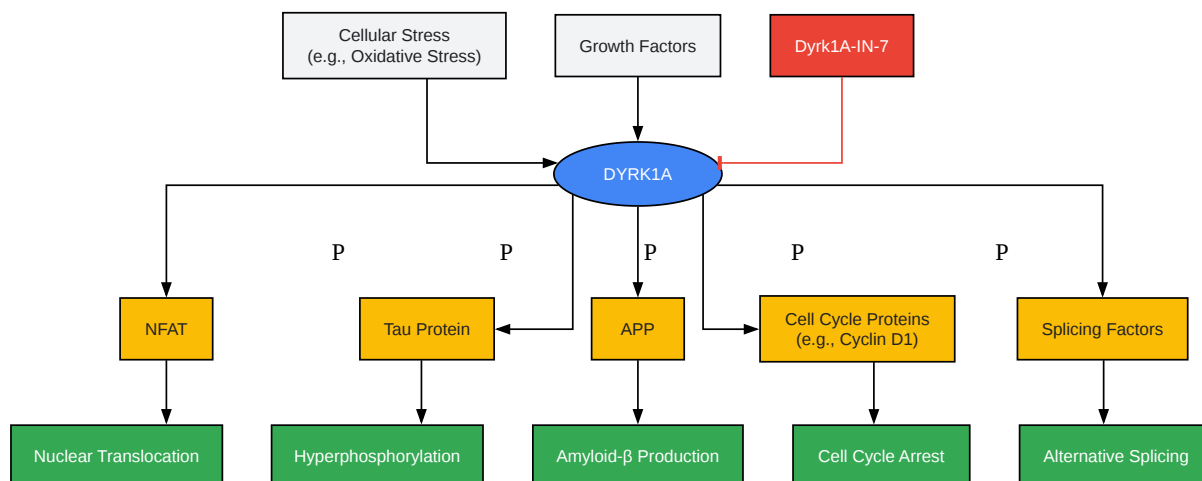 Cellular Stress
(e.g., Oxidative Stress)
Growth Factors
Dyrk1A-IN-7
DYRK1A
P
P
P
P
P
NFAT
Tau Protein
APP
Cell Cycle Proteins
(e.g., Cyclin D1)
Splicing Factors
Nuclear Translocation
Hyperphosphorylation
Amyloid-β Production
Cell Cycle Arrest
Alternative Splicing